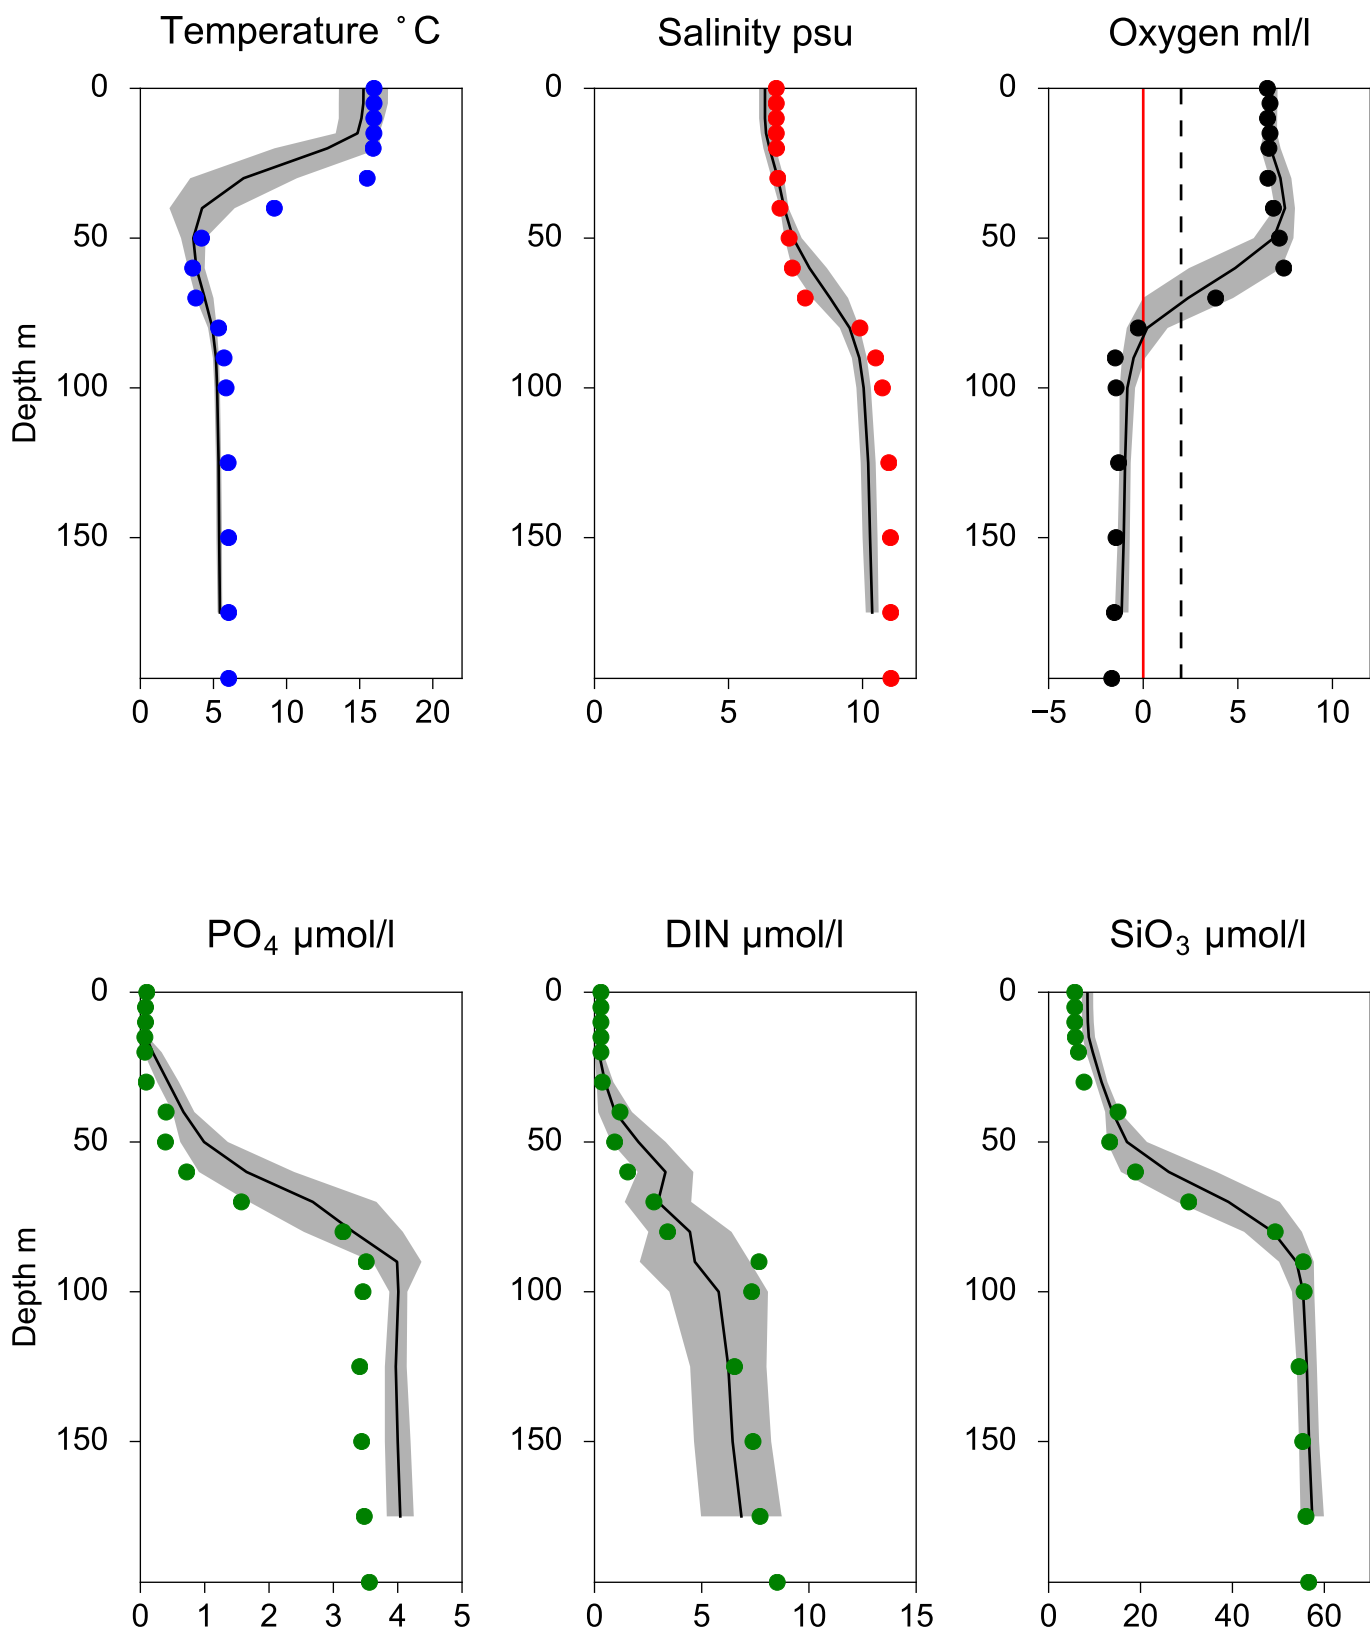 Temperature °C
Salinity psu
Oxygen ml/l
0
50
100
150
Depth m
0 5 10 15 20
0
50
100
150
0 5 10
0
50
100
150
−5 0 5 10
PO4 µmol/l
DIN µmol/l
SiO3 µmol/l
0
50
100
150
Depth m
0 1 2 3 4 5
0
50
100
150
0 5 10 15
0
50
100
150
0 20 40 60